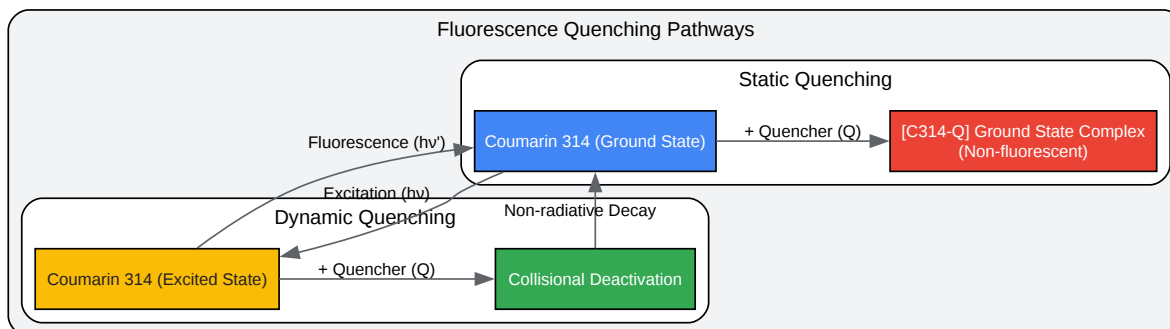 Fluorescence Quenching Pathways
Static Quenching
Coumarin 314 (Ground State)
+ Quencher (Q)
[C314-Q] Ground State Complex
(Non-fluorescent)
Fluorescence (hν')
Excitation (hν)
Non-radiative Decay
Dynamic Quenching
Coumarin 314 (Excited State)
+ Quencher (Q)
Collisional Deactivation